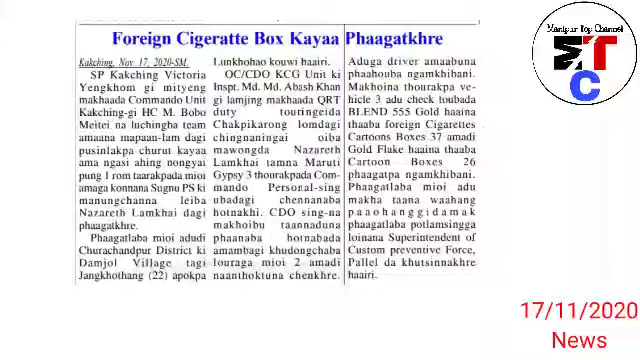 Foreign Cigeratte Box Kayaa Phaagatkhre
Kakching, Nov. 17, 2020-SM.
SP Kakching Victoria
Yengkhom gi mityeng
makhaada Commando Unit
Kakching-gi HC M. Bobo
Meitei na luchingba team
amaana mapaan-lam dagi
pusinlakpa churut kayaa
ama ngasi ahing nongyai
pung 1 rom taarakpada mioi
amaga konnana Sugnu PS ki
manungchanna leiba
Nazareth Lamkhai dagi
phaagatkhre.
Phaagatlaba mioi adudi
Churachandpur District ki
Damjol Village tagi
Jangkhothang (22) apokpa
Lunkhohao kouwi haairi.
OC/CDO KCG Unit ki
Inspt. Md. Md. Abash Khan
gi lamjing makhaada QRT
duty touringeida
Chakpikarong lomdagi
chingnaningai oiba
mawongda Nazareth
Lamkhai tamna Maruti
Gypsy 3 thourakpada Com-
mando Personal-sing
ubadagi chennanaba
hotnakhi. CDO sing-na
makhoibu taannaduna
phaanaba hotnabada
amambagi khudongchaba
louraga mioi 2 amadi
naanthoktuna chenkhre.
Aduga driver amaabuna
phaahouba ngamkhibani.
Makhoina thourakpa ve-
hicle 3 adu check toubada
BLEND 555 Gold haaina
thaaba foreign Cigarettes
Cartoons Boxes 37 amadi
Gold Flake haaina thaaba
Cartoon Boxes 26
phaagatpa ngamkhibani.
Phaagatlaba mioi adu
makha taana waahang
paaohanggidamak
phaagatlaba potlamsingga
loinana Superintendent of
Custom preventive Force,
Pallel da khutsinnakhre
haairi.
Manipur Top Channel
MTC
17/11/2020
News